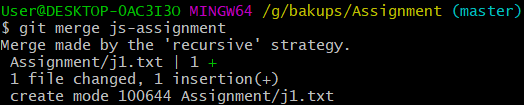 User@DESKTOP-OAC3I3O MINGW64 /g/bakups/Assignment (master)
$ git merge js-assignment
Merge made by the 'recursive' strategy.
 Assignment/j1.txt | 1 +
 1 file changed, 1 insertion(+)
 create mode 100644 Assignment/j1.txt